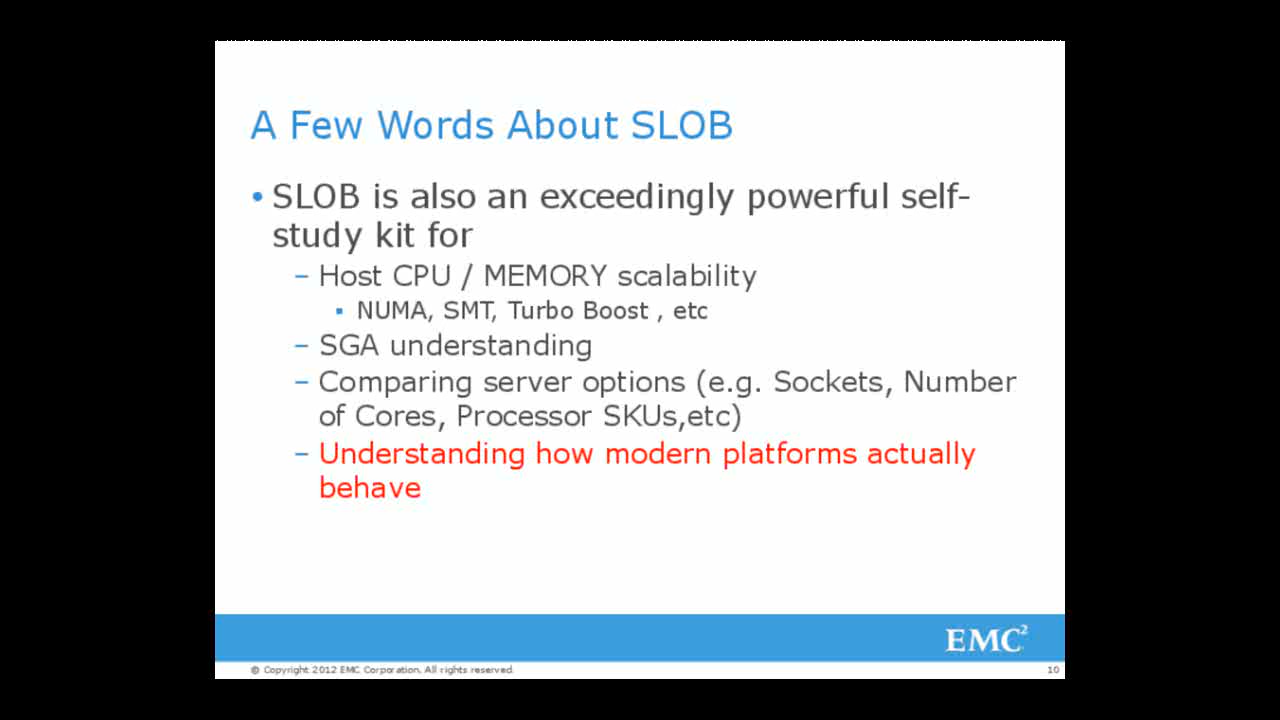 A Few Words About SLOB
• SLOB is also an exceedingly powerful self-
study kit for
– Host CPU / MEMORY scalability
▪ NUMA, SMT, Turbo Boost , etc
– SGA understanding
– Comparing server options (e.g. Sockets, Number
of Cores, Processor SKUs,etc)
– Understanding how modern platforms actually
behave
EMC²
© Copyright 2012 EMC Corporation. All rights reserved.
10